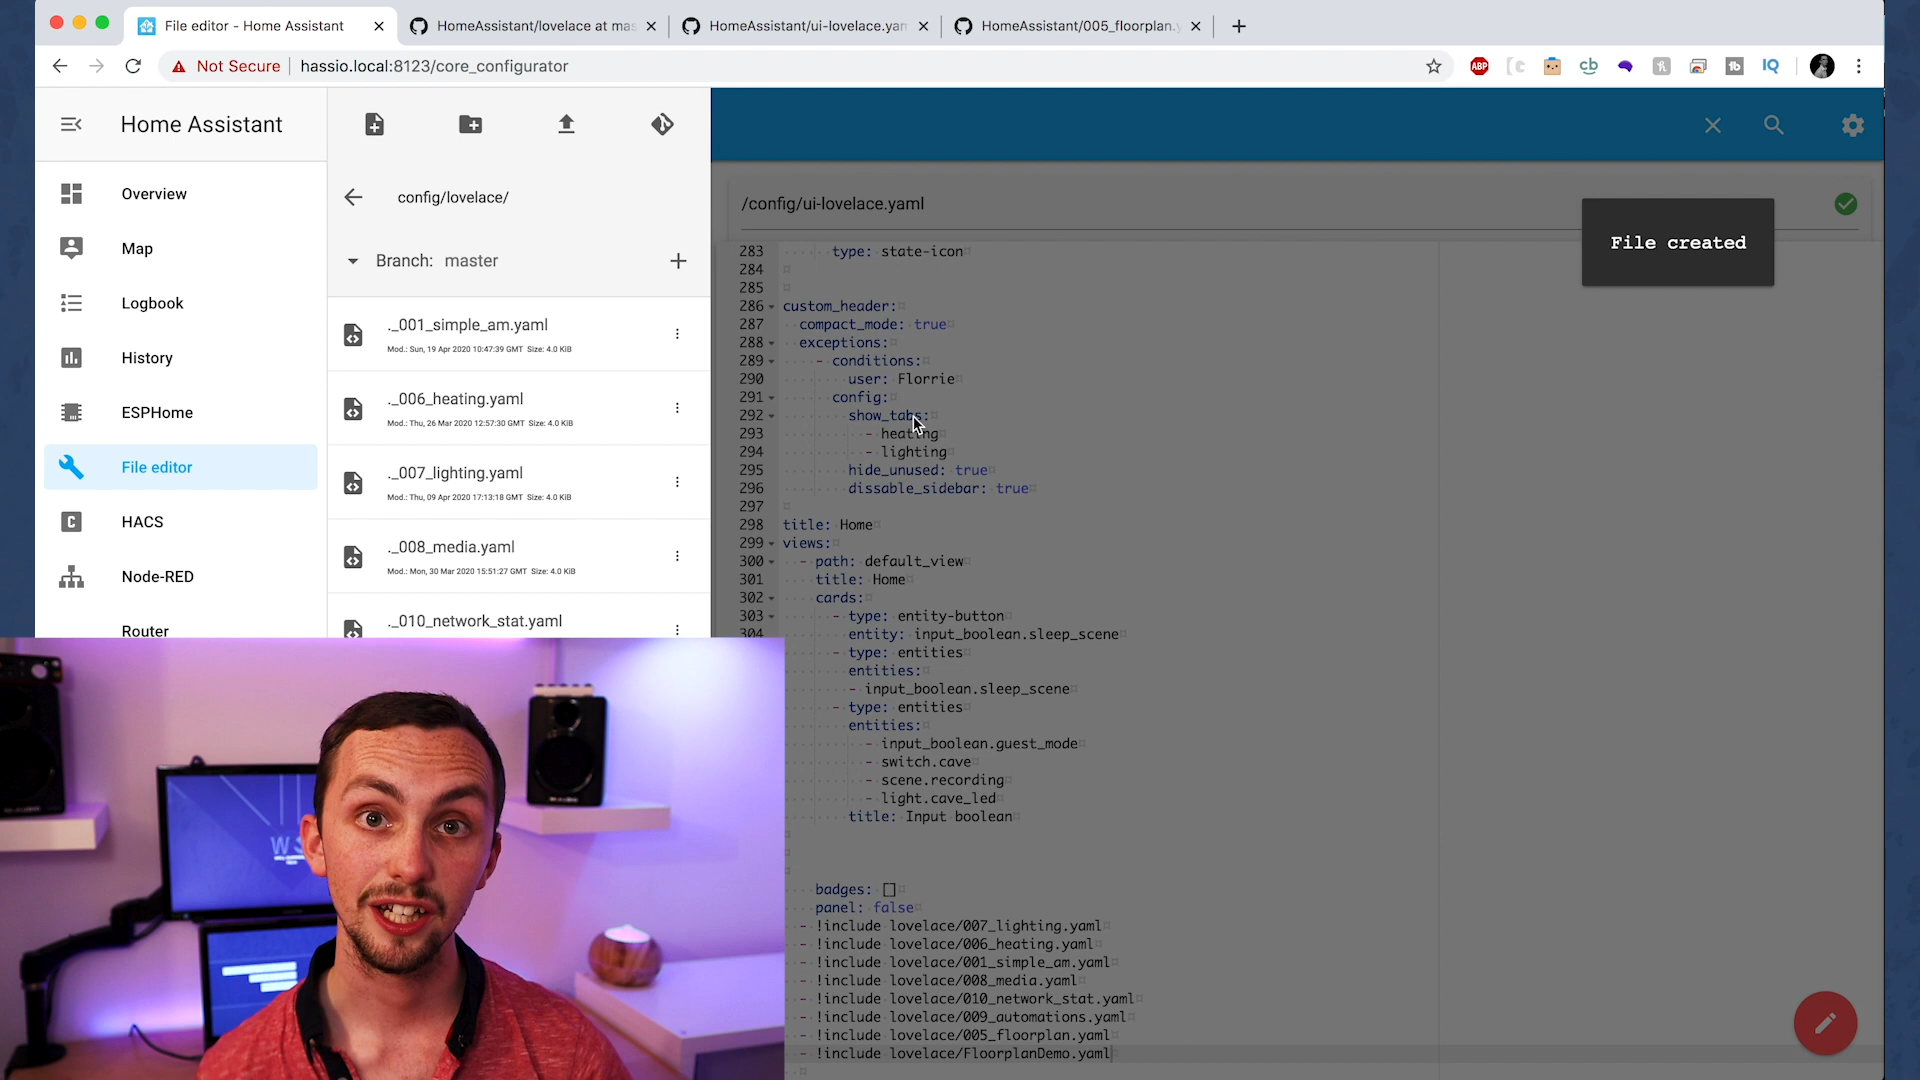 File editor - Home Assistant
HomeAssistant/lovelace at mas
HomeAssistant/ui-lovelace.yam
HomeAssistant/005_floorplan.y
Not Secure
hassio.local:8123/core_configurator
ABP
cb
IQ
Home Assistant
Overview
Map
Logbook
History
ESPHome
File editor
HACS
Node-RED
Router
config/lovelace/
Branch: master
._001_simple_am.yaml
Mod.: Sun, 19 Apr 2020 10:47:39 GMT Size: 4.0 KiB
._006_heating.yaml
Mod.: Thu, 26 Mar 2020 12:57:30 GMT Size: 4.0 KiB
._007_lighting.yaml
Mod.: Thu, 09 Apr 2020 17:13:18 GMT Size: 4.0 KiB
._008_media.yaml
Mod.: Mon, 30 Mar 2020 15:51:27 GMT Size: 4.0 KiB
._010_network_stat.yaml
/config/ui-lovelace.yaml
File created
283 type: state-icon
284
285
286 custom_header:
287 compact_mode: true
288 exceptions:
289 - conditions:
290 user: Florrie
291 config:
292 show_tabs:
293 - heating
294 - lighting
295 hide_unused: true
296 dissable_sidebar: true
297
298 title: Home
299 views:
300 - path: default_view
301 title: Home
302 cards:
303 - type: entity-button
304 entity: input_boolean.sleep_scene
- type: entities
entities:
- input_boolean.sleep_scene
- type: entities
entities:
- input_boolean.guest_mode
- switch.cave
- scene.recording
- light.cave_led
title: Input boolean
badges: []
panel: false
- !include lovelace/007_lighting.yaml
- !include lovelace/006_heating.yaml
- !include lovelace/001_simple_am.yaml
- !include lovelace/008_media.yaml
- !include lovelace/010_network_stat.yaml
- !include lovelace/009_automations.yaml
- !include lovelace/005_floorplan.yaml
- !include lovelace/FloorplanDemo.yaml